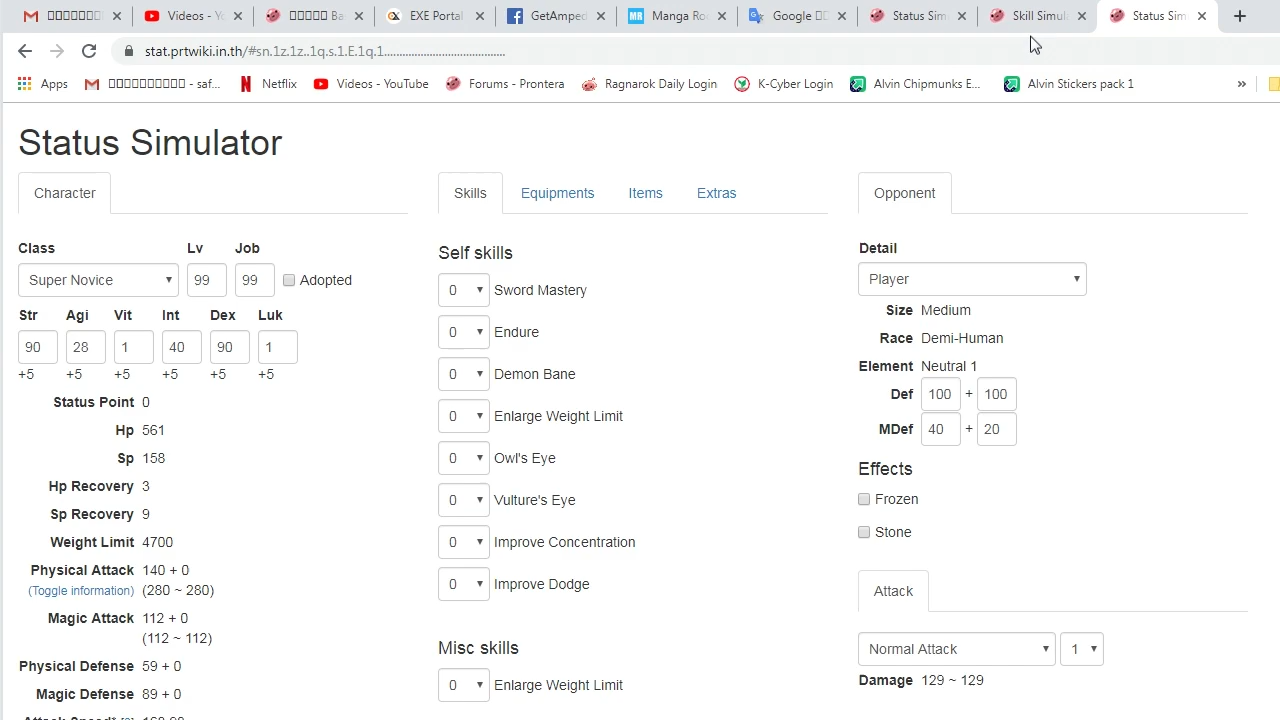 Videos - Y
Ba
EXE Portal
GetAmped
Manga Ro
Google
Status Sim
Skill Simul
Status Sim
stat.prtwiki.in.th/#sn.1z.1z..1q.s.1.E.1q.1
Apps
- saf...
Netflix
Videos - YouTube
Forums - Prontera
Ragnarok Daily Login
K-Cyber Login
Alvin Chipmunks E...
Alvin Stickers pack 1
»
Status Simulator
Character
Skills Equipments Items Extras
Opponent
Class Lv Job
Super Novice 99 99 Adopted
Str Agi Vit Int Dex Luk
90 28 1 40 90 1
+5 +5 +5 +5 +5 +5
Status Point 0
Hp 561
Sp 158
Hp Recovery 3
Sp Recovery 9
Weight Limit 4700
Physical Attack 140 + 0
(Toggle information) (280 ~ 280)
Magic Attack 112 + 0
(112 ~ 112)
Physical Defense 59 + 0
Magic Defense 89 + 0
Self skills
0 Sword Mastery
0 Endure
0 Demon Bane
0 Enlarge Weight Limit
0 Owl's Eye
0 Vulture's Eye
0 Improve Concentration
0 Improve Dodge
Misc skills
0 Enlarge Weight Limit
Detail
Player
Size Medium
Race Demi-Human
Element Neutral 1
Def 100 + 100
MDef 40 + 20
Effects
Frozen
Stone
Attack
Normal Attack 1
Damage 129 ~ 129